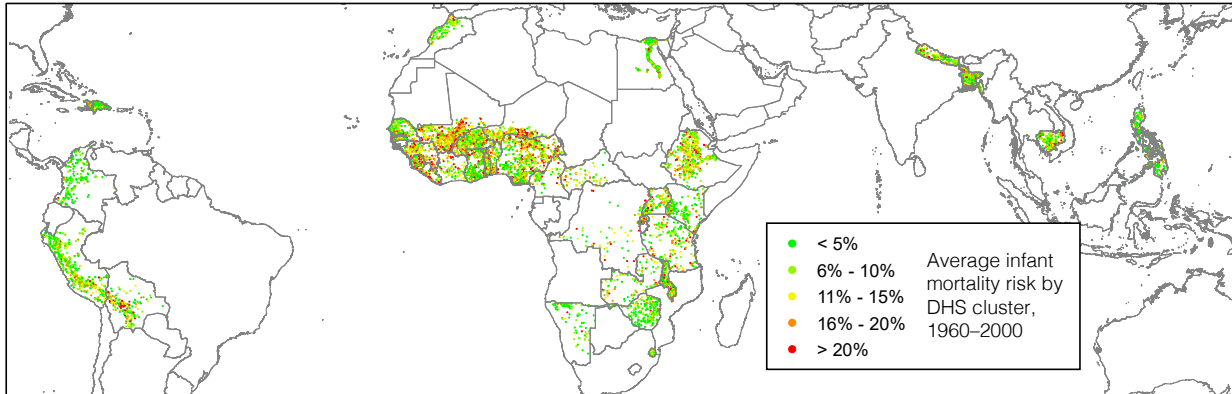 < 5%
6% - 10%
11% - 15%
16% - 20%
> 20%
Average infant
mortality risk by
DHS cluster,
1960–2000